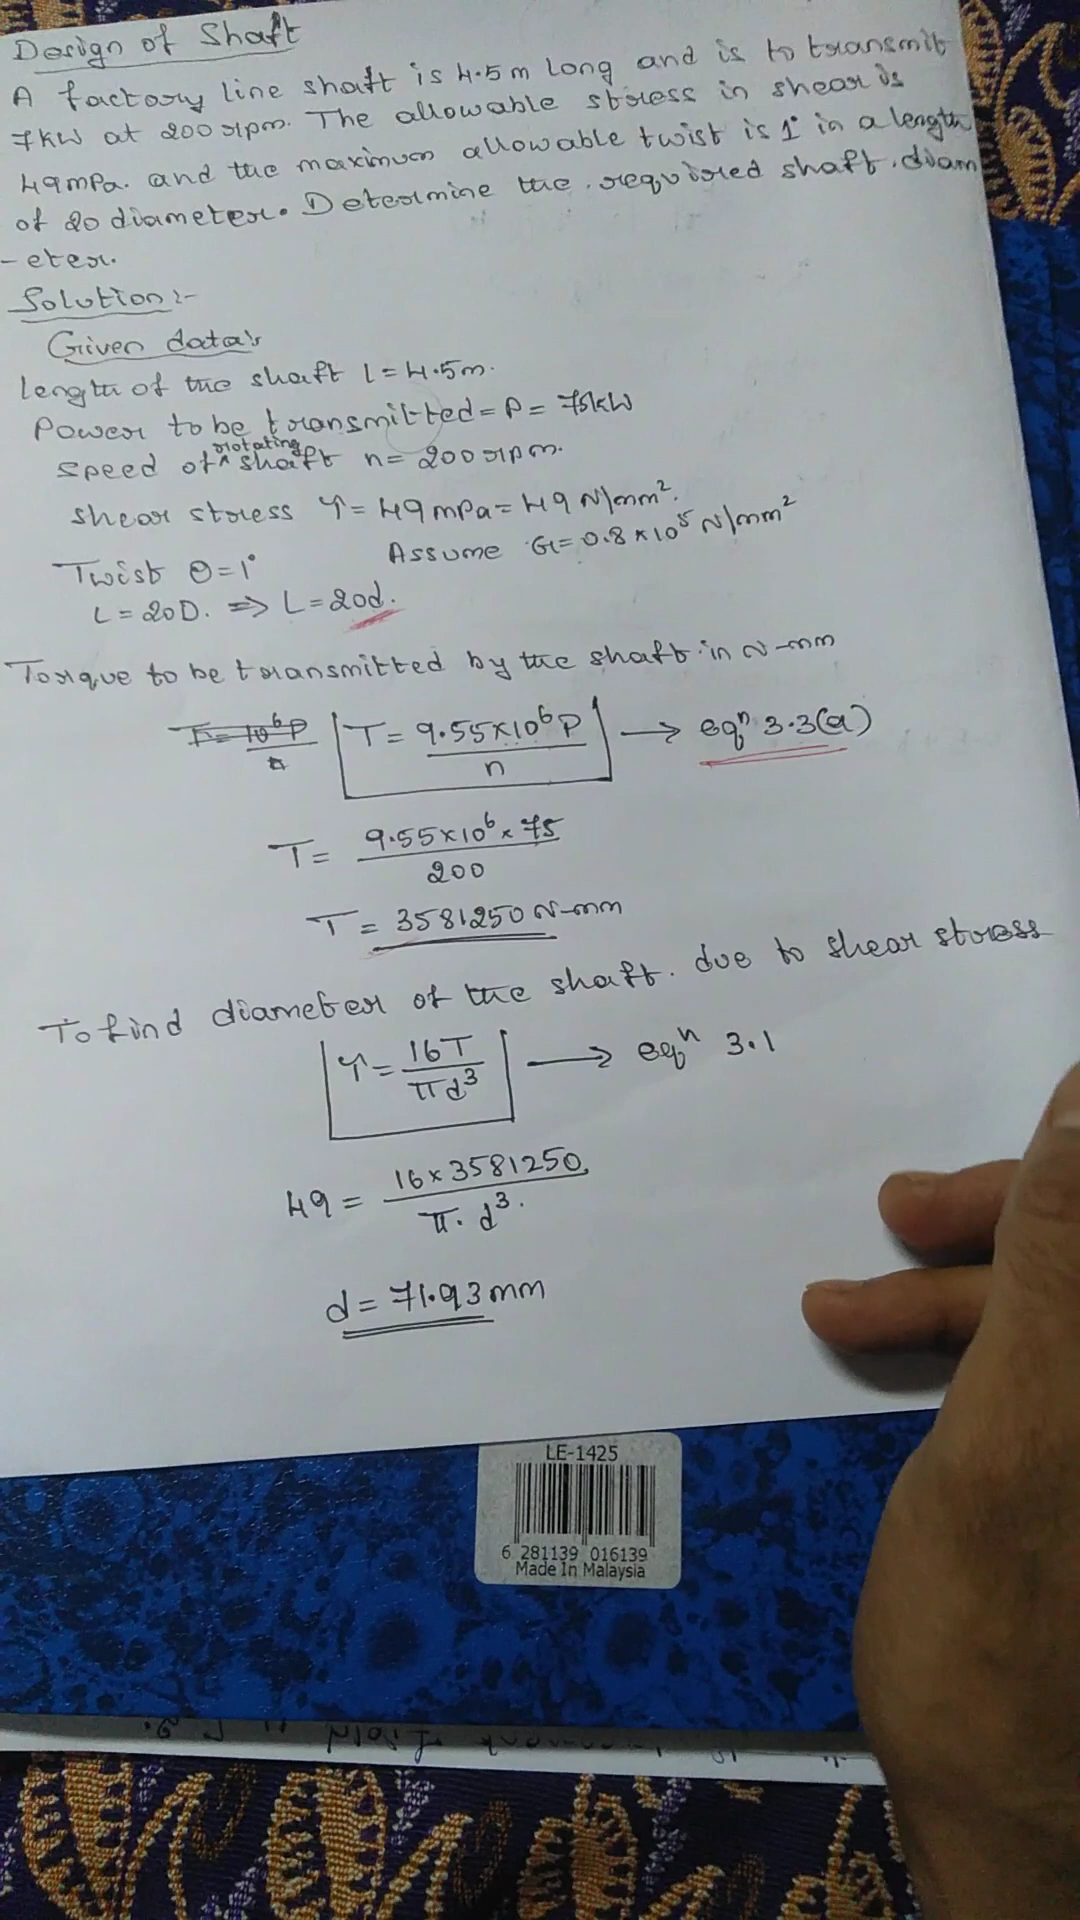 Design of Shaft
A factory line shaft is 4.5m long and is to transmit
7kW at 200 rpm. The allowable stress in shear is
49mPa. and the maximum allowable twist is 1° in a length
of 20 diameter. Determine the required shaft. diam
-eter.
Solution:-
Given data's
length of the shaft l=4.5m.
Power to be transmitted=P= 75kW
speed of rotating shaft n= 200 rpm.
shear stress τ=49mPa=49 N/mm².
Twist θ=1° Assume G=0.8×10⁵ N/mm²
L=20D. ⇒ L=20d.
Torque to be transmitted by the shaft in N-mm
T=10⁶P/n T= 9.55×10⁶P/n → eqⁿ 3.3(a)
T= 9.55×10⁶×75/200
T= 3581250 N-mm
To find diameter of the shaft. due to shear stress
τ=16T/πd³ → eqⁿ 3.1
49= 16×3581250/π.d³.
d=71.93mm
LE-1425
6 281139 016139
Made In Malaysia